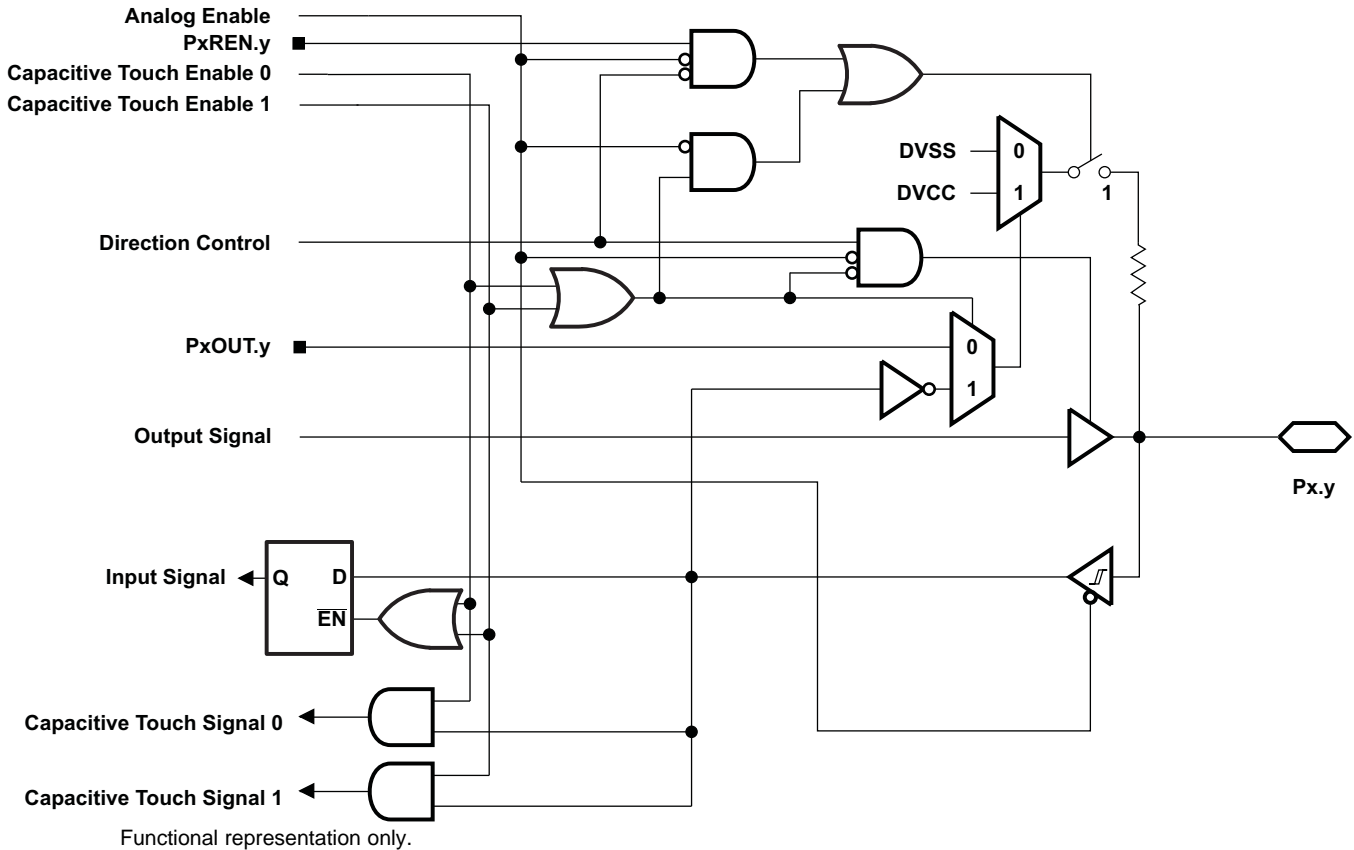 Analog Enable
PxREN.y
Capacitive Touch Enable 0
Capacitive Touch Enable 1
DVSS 0
DVCC 1 1
Direction Control
PxOUT.y 0
1
Output Signal
Px.y
Input Signal Q D
EN
Capacitive Touch Signal 0
Capacitive Touch Signal 1
Functional representation only.